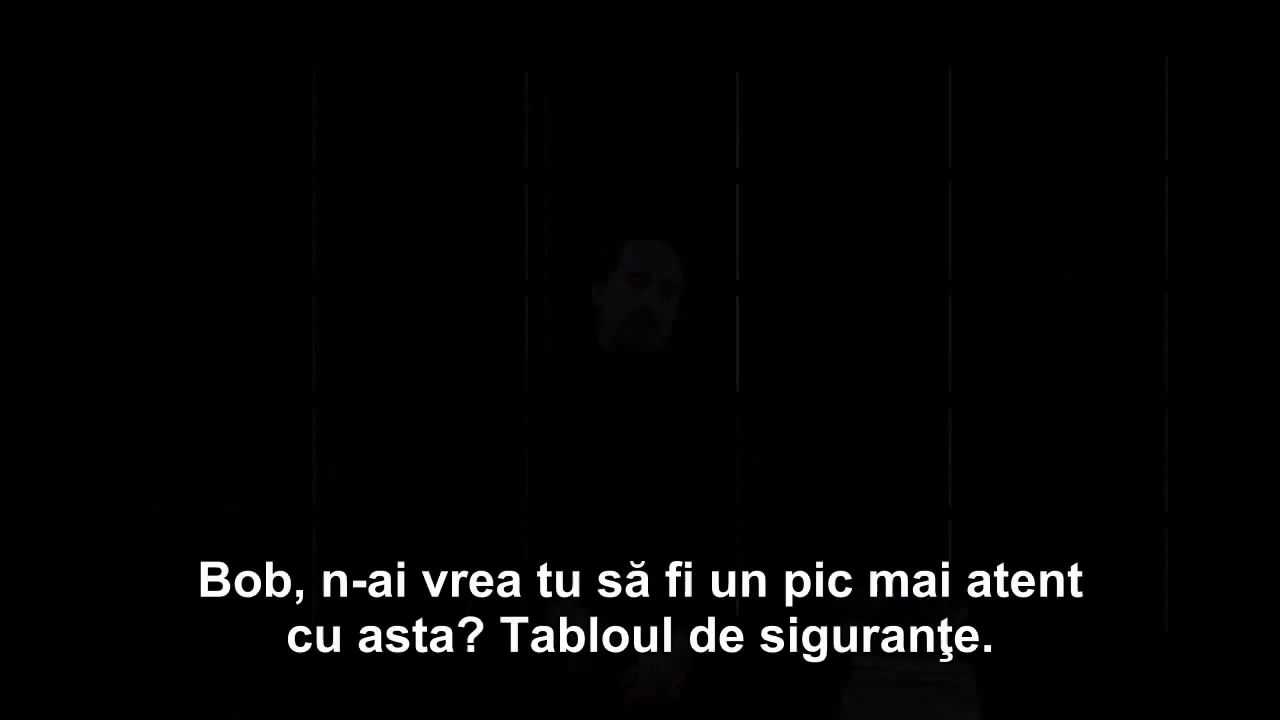 Bob, n-ai vrea tu să fi un pic mai atent
cu asta? Tabloul de siguranţe.